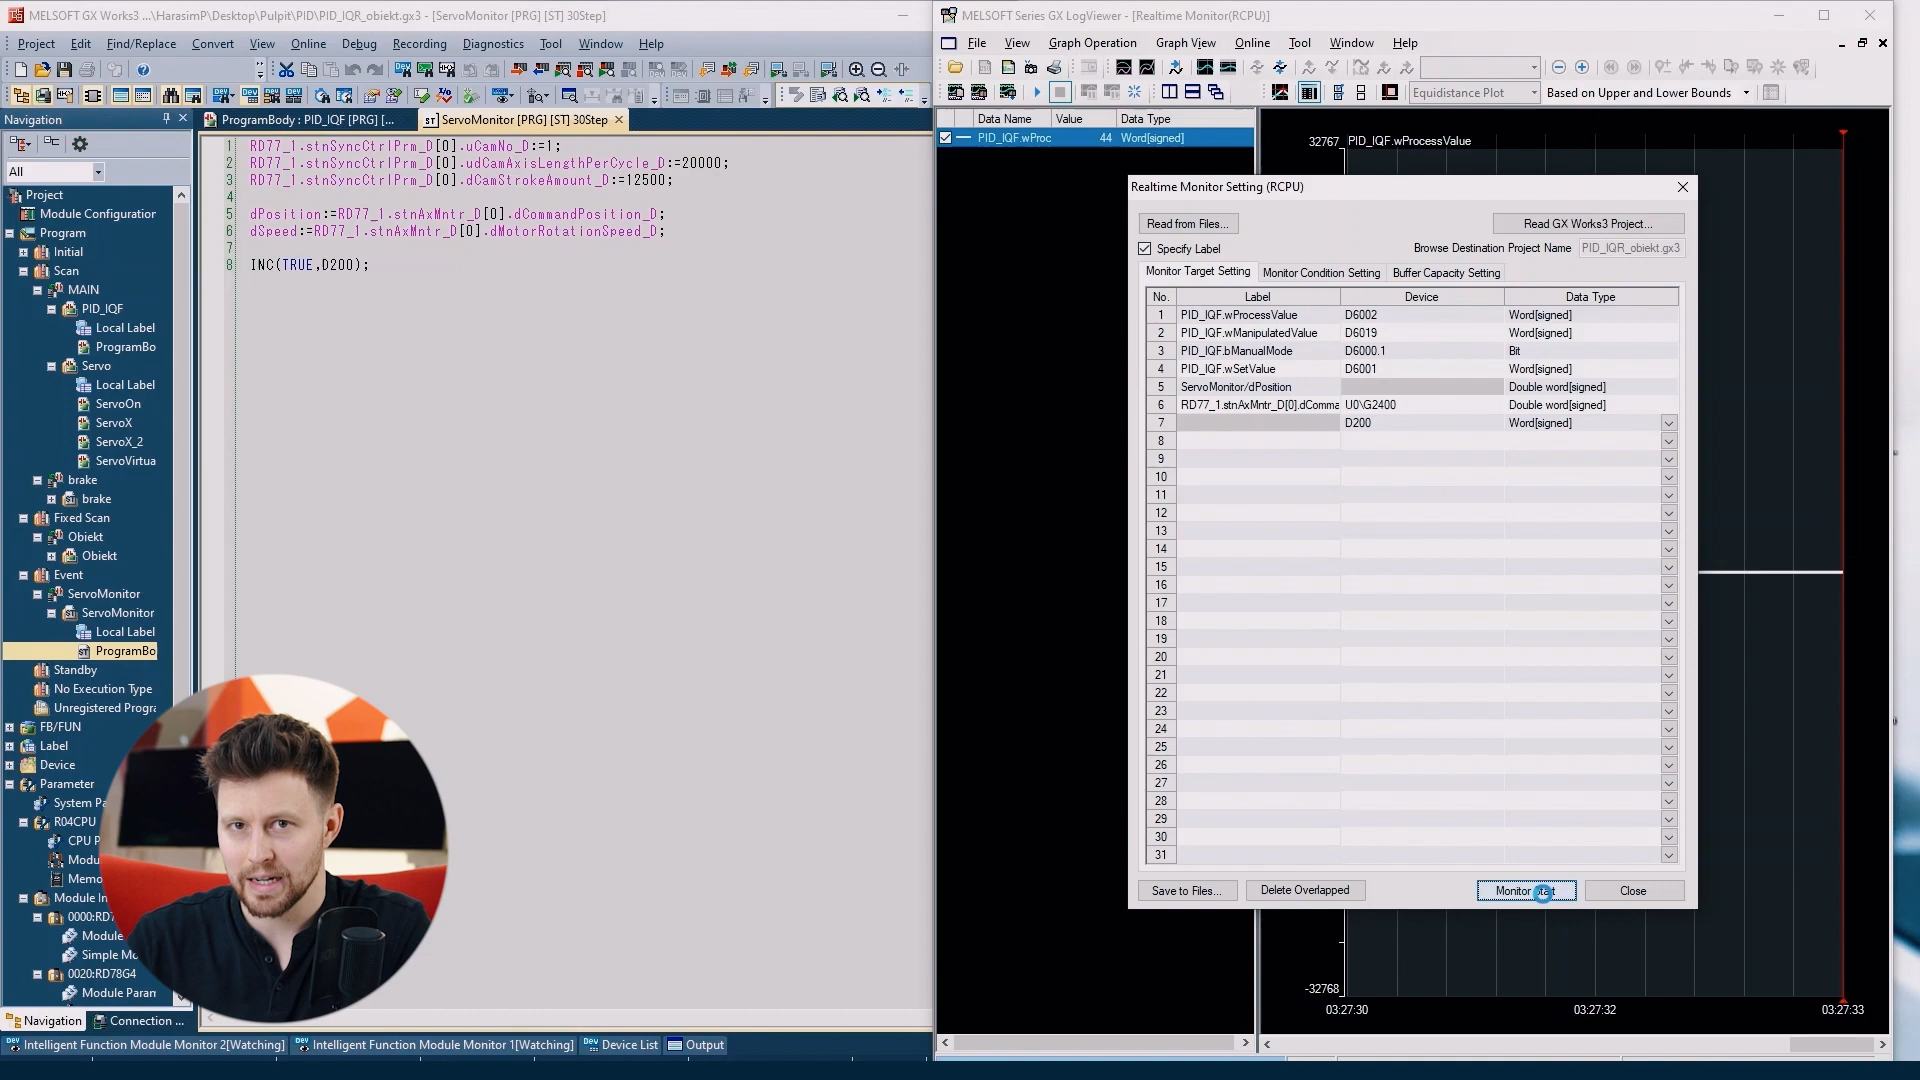 MELSOFT GX Works3 ...\HarasimP\Desktop\Pulpit\PID\PID_IQR_obiekt.gx3 - [ServoMonitor [PRG] [ST] 30Step]
Project Edit Find/Replace Convert View Online Debug Recording Diagnostics Tool Window Help
Navigation
All
Project
Module Configuration
Program
Initial
Scan
MAIN
PID_IQF
Local Label
ProgramBo
Servo
Local Label
ServoOn
ServoX
ServoX_2
ServoVirtua
brake
brake
Fixed Scan
Obiekt
Obiekt
Event
ServoMonitor
ServoMonitor
Local Label
ProgramBo
Standby
No Execution Type
Unregistered Progra
FB/FUN
Label
Device
Parameter
System Pa
R04CPU
CPU P
Modu
Memo
Module In
0000:RD7
Module
Simple Mo
0020:RD78G4
Module Param
Navigation Connection ...
ProgramBody : PID_IQF [PRG] [...
ServoMonitor [PRG] [ST] 30Step
1 RD77_1.stnSyncCtrlPrm_D[0].uCamNo_D:=1;
2 RD77_1.stnSyncCtrlPrm_D[0].udCamAxisLengthPerCycle_D:=20000;
3 RD77_1.stnSyncCtrlPrm_D[0].dCamStrokeAmount_D:=12500;
4
5 dPosition:=RD77_1.stnAxMntr_D[0].dCommandPosition_D;
6 dSpeed:=RD77_1.stnAxMntr_D[0].dMotorRotationSpeed_D;
7
8 INC(TRUE,D200);
Intelligent Function Module Monitor 2[Watching] Intelligent Function Module Monitor 1[Watching] Device List Output
MELSOFT Series GX LogViewer - [Realtime Monitor(RCPU)]
File View Graph Operation Graph View Online Tool Window Help
Equidistance Plot Based on Upper and Lower Bounds
Data Name Value Data Type
PID_IQF.wProc 44 Word[signed]
32767 PID_IQF.wProcessValue
Realtime Monitor Setting (RCPU)
Read from Files... Read GX Works3 Project...
Specify Label Browse Destination Project Name PID_IQR_obiekt.gx3
Monitor Target Setting Monitor Condition Setting Buffer Capacity Setting
No. Label Device Data Type
1 PID_IQF.wProcessValue D6002 Word[signed]
2 PID_IQF.wManipulatedValue D6019 Word[signed]
3 PID_IQF.bManualMode D6000.1 Bit
4 PID_IQF.wSetValue D6001 Word[signed]
5 ServoMonitor/dPosition Double word[signed]
6 RD77_1.stnAxMntr_D[0].dComma U0\G2400 Double word[signed]
7 D200 Word[signed]
8
9
10
11
12
13
14
15
16
17
18
19
20
21
22
23
24
25
26
27
28
29
30
31
Save to Files... Delete Overlapped Monitor Start Close
-32768
03:27:30 03:27:32 03:27:33